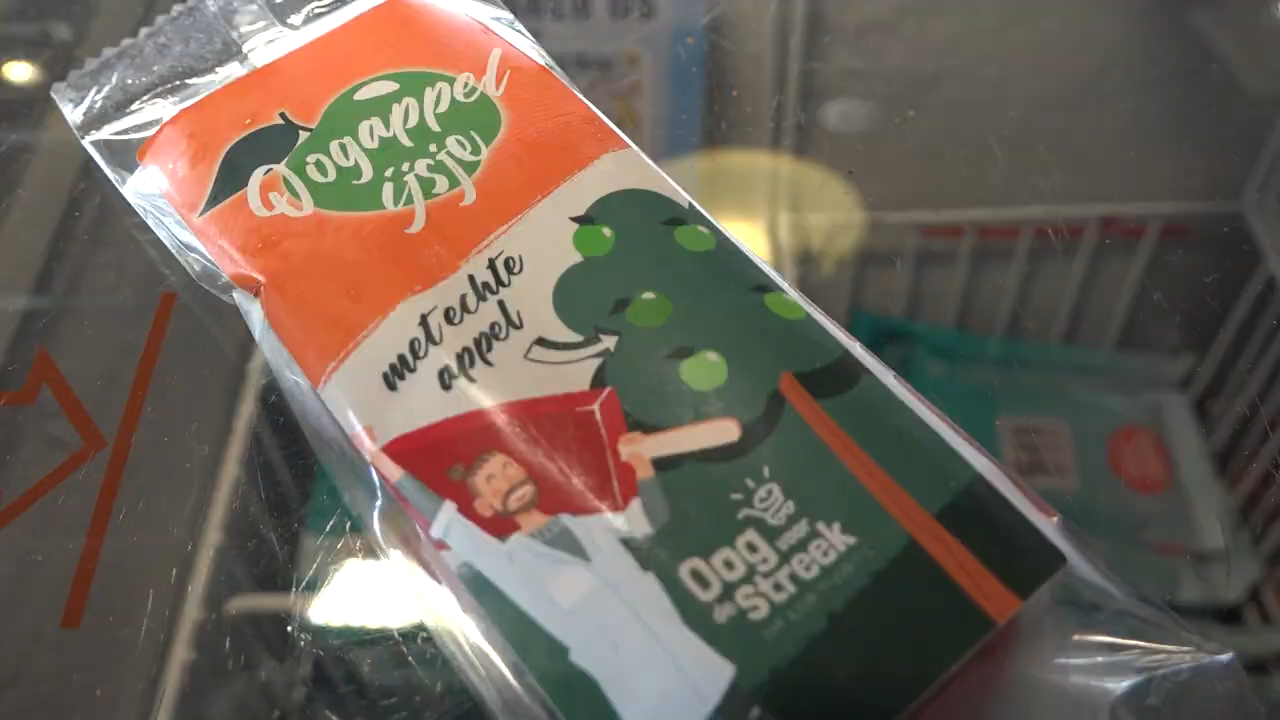 Oogappel
ijsje
met echte
appel
Oog voor
de Streek